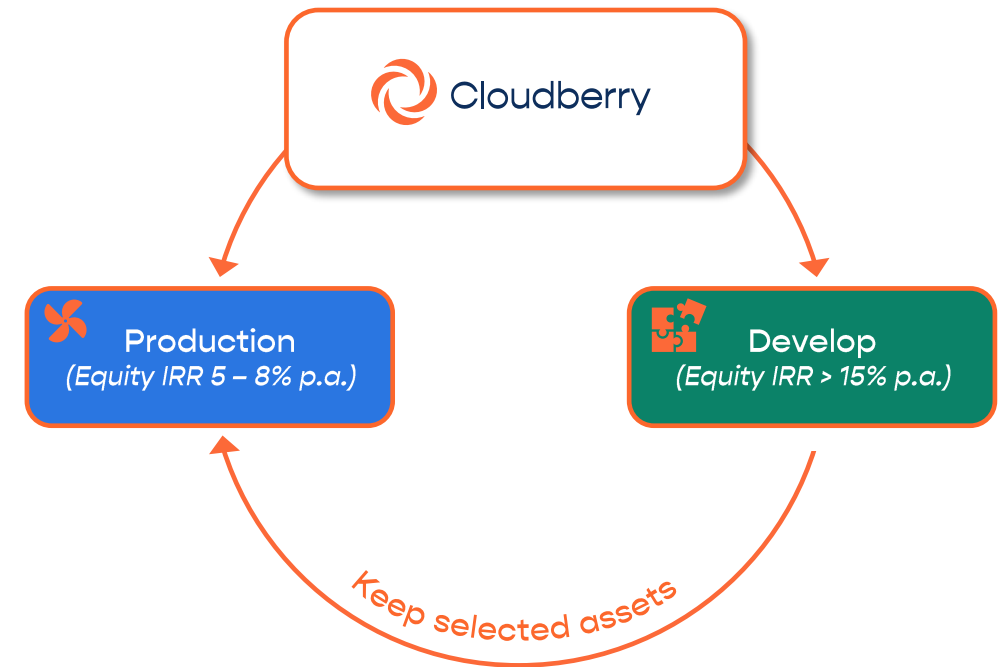 Cloudberry
Production
(Equity IRR 5 – 8% p.a.)
Develop
(Equity IRR > 15% p.a.)
Keep selected assets